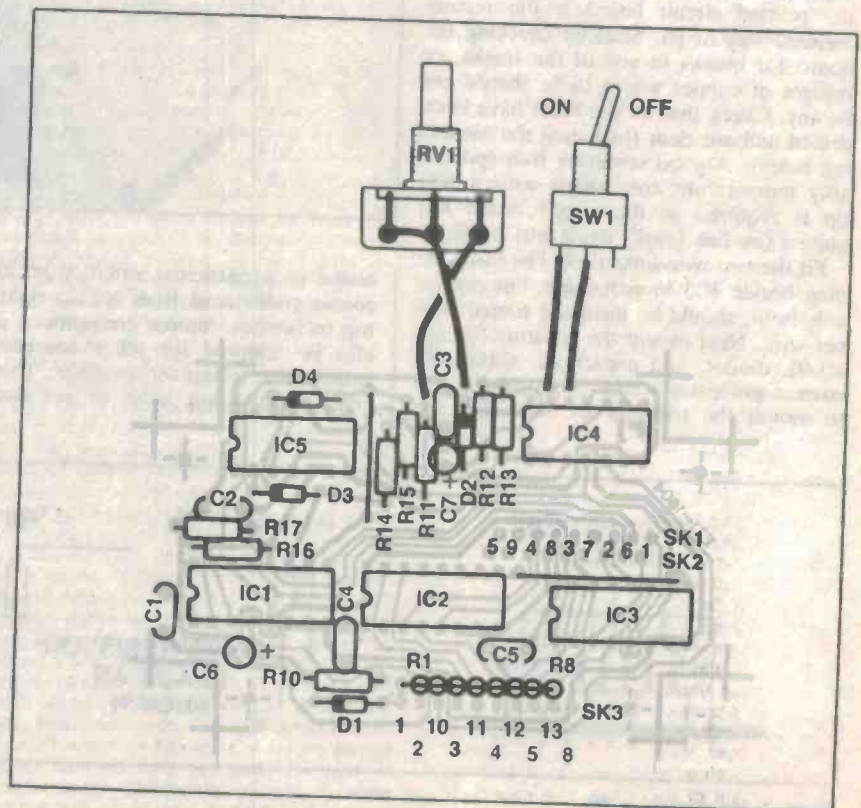 ON OFF
RV1
SW1
C3
D4
IC5
IC4
D3
C2
R17
R16
R14
R15
R11
C7 +
D2
R12
R13
5 9 4 8 3 7 2 6 1 SK1
SK2
C1
IC1
C4
IC2
IC3
C6 +
R10
R1
C5
R8
D1
1 10 11 12 13 SK3
2 3 4 5 8